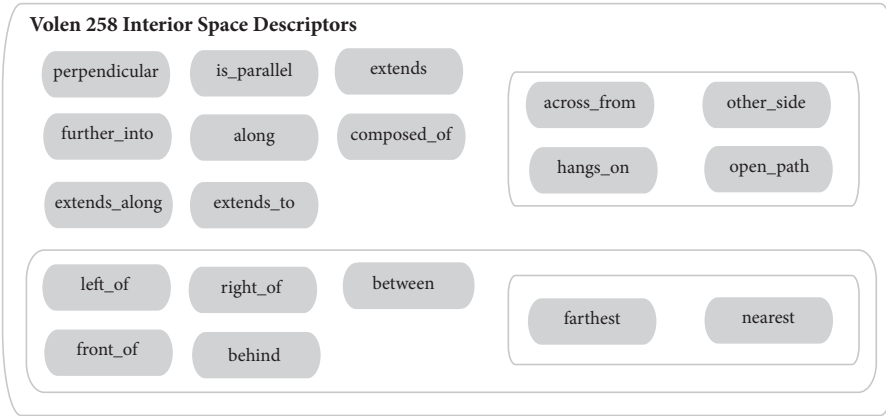 Volen 258 Interior Space Descriptors
perpendicular is_parallel extends
further_into along composed_of
extends_along extends_to
across_from other_side
hangs_on open_path
left_of right_of between
front_of behind
farthest nearest